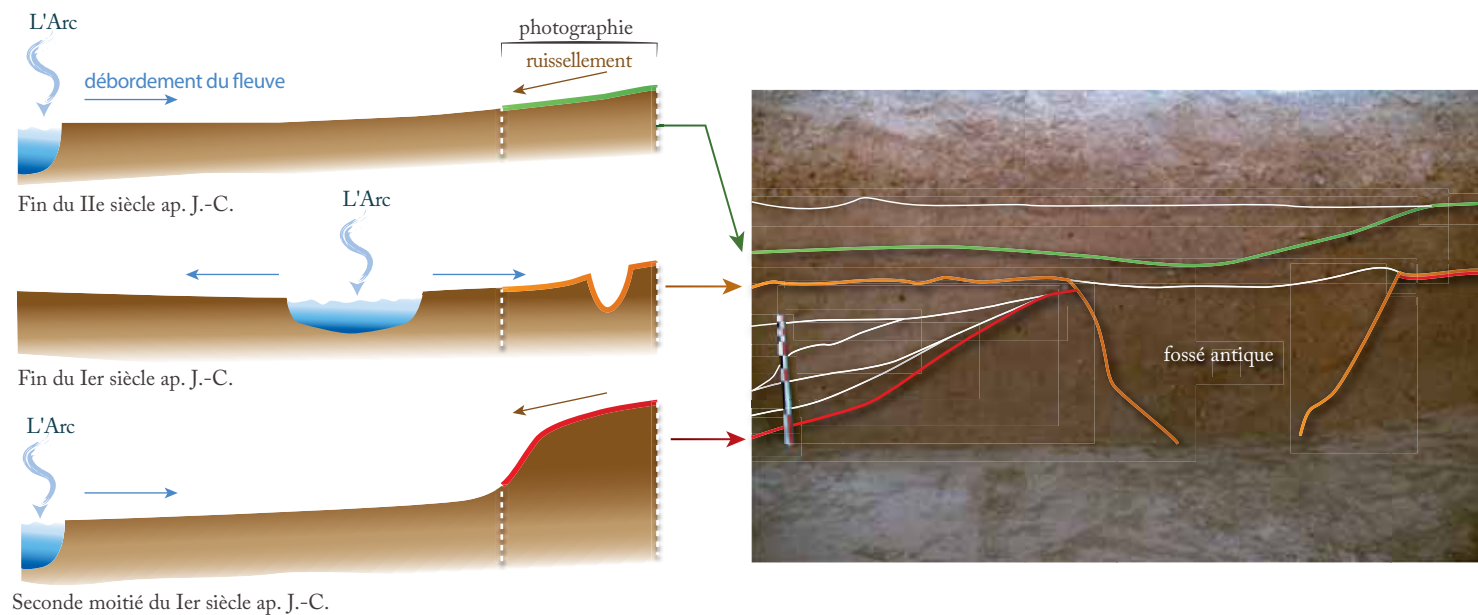 L'Arc
photographie
ruissellement
débordement du fleuve
Fin du IIe siècle ap. J.-C.
L'Arc
Fin du Ier siècle ap. J.-C.
fossé antique
L'Arc
Seconde moitié du Ier siècle ap. J.-C.